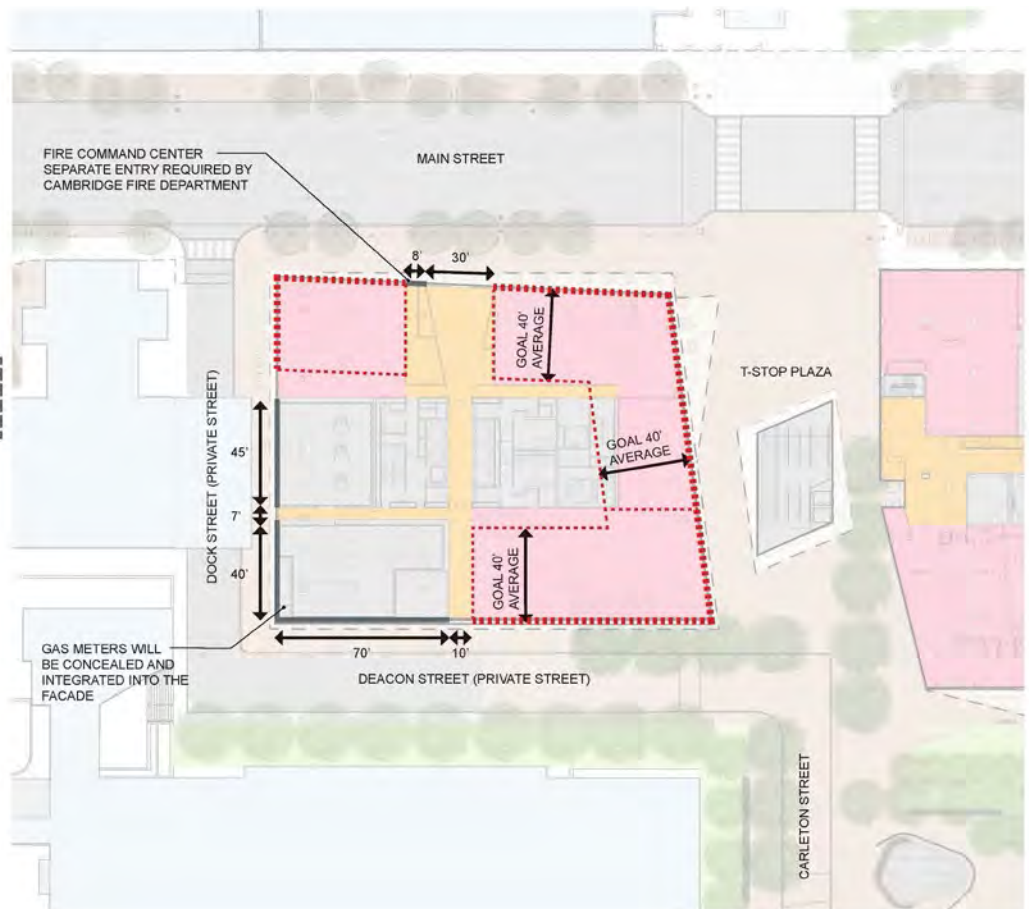 FIRE COMMAND CENTER
SEPARATE ENTRY REQUIRED BY
CAMBRIDGE FIRE DEPARTMENT
MAIN STREET
8'
30'
GOAL 40'
AVERAGE
T-STOP PLAZA
GOAL 40'
AVERAGE
DOCK STREET (PRIVATE STREET)
45'
7'
40'
GOAL 40'
AVERAGE
70'
10'
GAS METERS WILL
BE CONCEALED AND
INTEGRATED INTO THE
FACADE
DEACON STREET (PRIVATE STREET)
CARLETON STREET